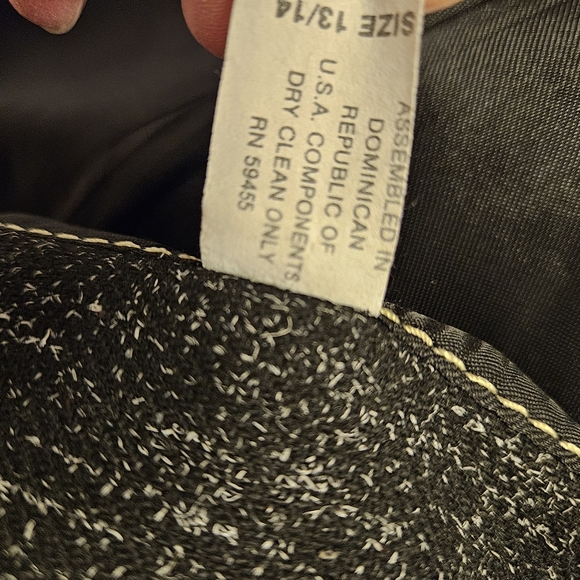 SIZE 13/14
ASSEMBLED IN
DOMINICAN
REPUBLIC OF
U.S.A. COMPONENTS
DRY CLEAN ONLY
RN 59455